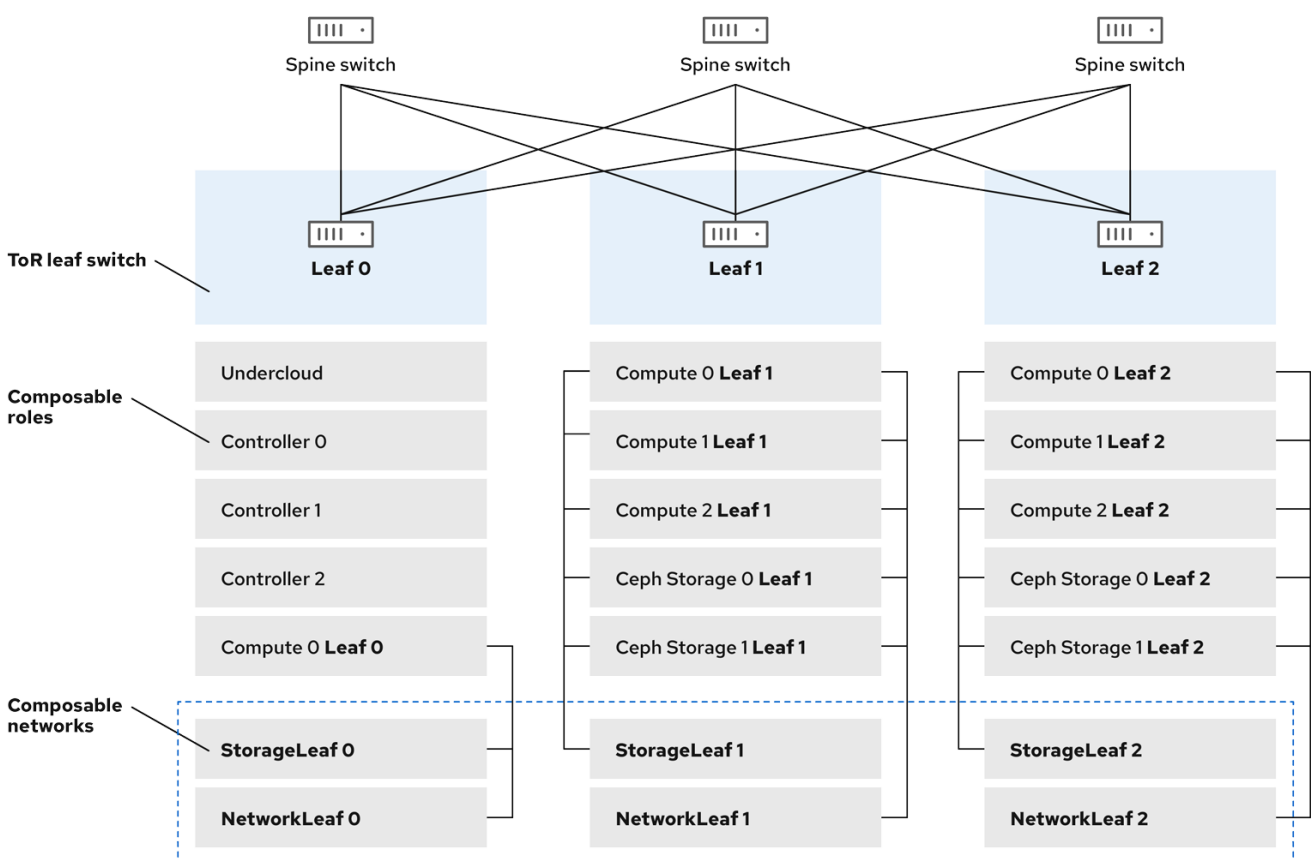 Spine switch
Spine switch
Spine switch
ToR leaf switch
Leaf 0
Leaf 1
Leaf 2
Composable
roles
Undercloud
Controller 0
Controller 1
Controller 2
Compute 0 Leaf 0
Compute 0 Leaf 1
Compute 1 Leaf 1
Compute 2 Leaf 1
Ceph Storage 0 Leaf 1
Ceph Storage 1 Leaf 1
Compute 0 Leaf 2
Compute 1 Leaf 2
Compute 2 Leaf 2
Ceph Storage 0 Leaf 2
Ceph Storage 1 Leaf 2
Composable
networks
StorageLeaf 0
NetworkLeaf 0
StorageLeaf 1
NetworkLeaf 1
StorageLeaf 2
NetworkLeaf 2